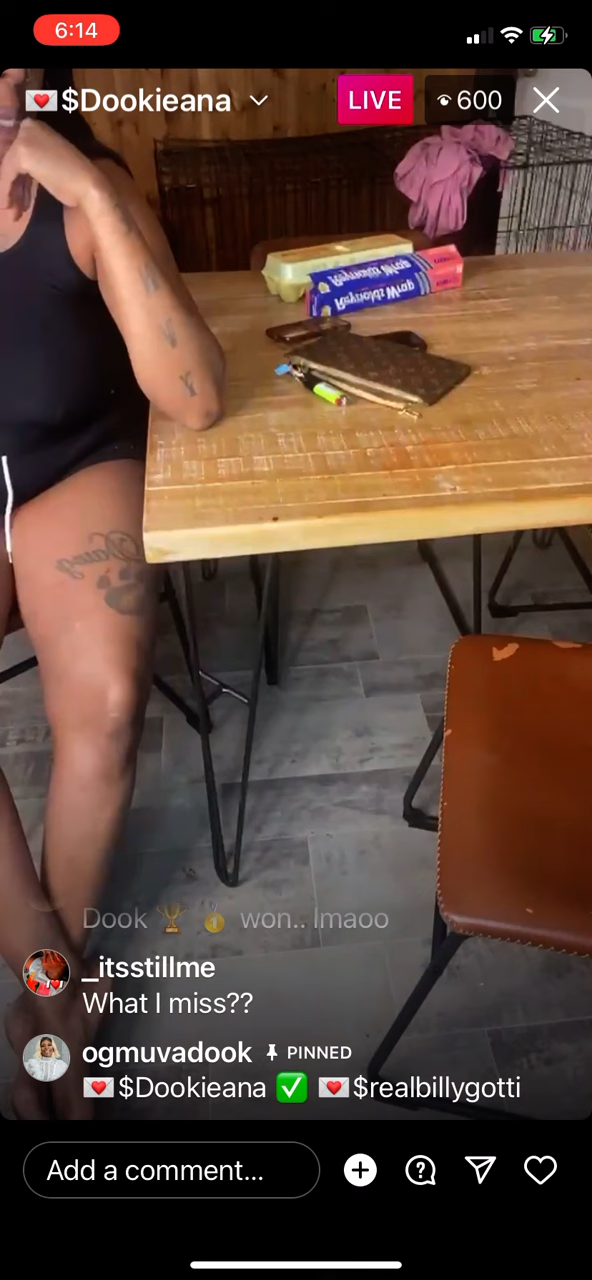 6:14
💌$Dookieana
LIVE
600
Reynolds Wrap
Reynolds Wrap
Dook 🏆 🥇 won.. lmaoo
_itsstillme
What I miss??
ogmuvadook PINNED
💌$Dookieana ✅ 💌$realbillygotti
Add a comment...